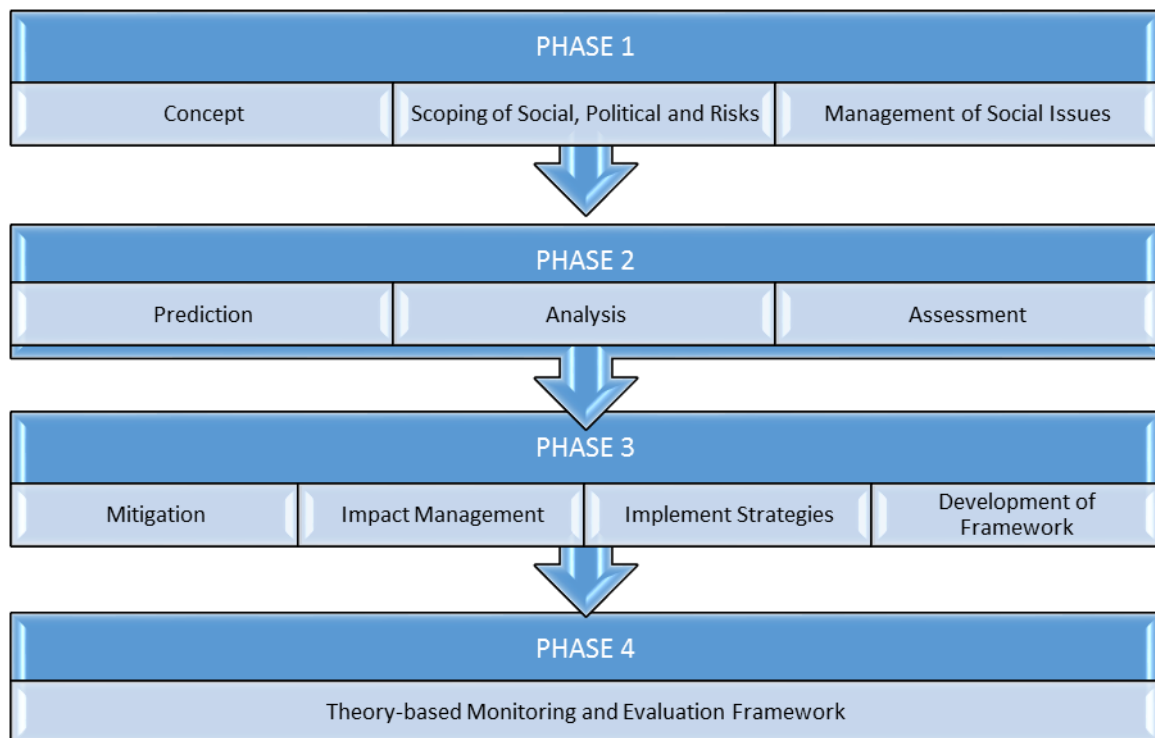 PHASE 1
Concept
Scoping of Social, Political and Risks
Management of Social Issues
PHASE 2
Prediction
Analysis
Assessment
PHASE 3
Mitigation
Impact Management
Implement Strategies
Development of
Framework
PHASE 4
Theory-based Monitoring and Evaluation Framework